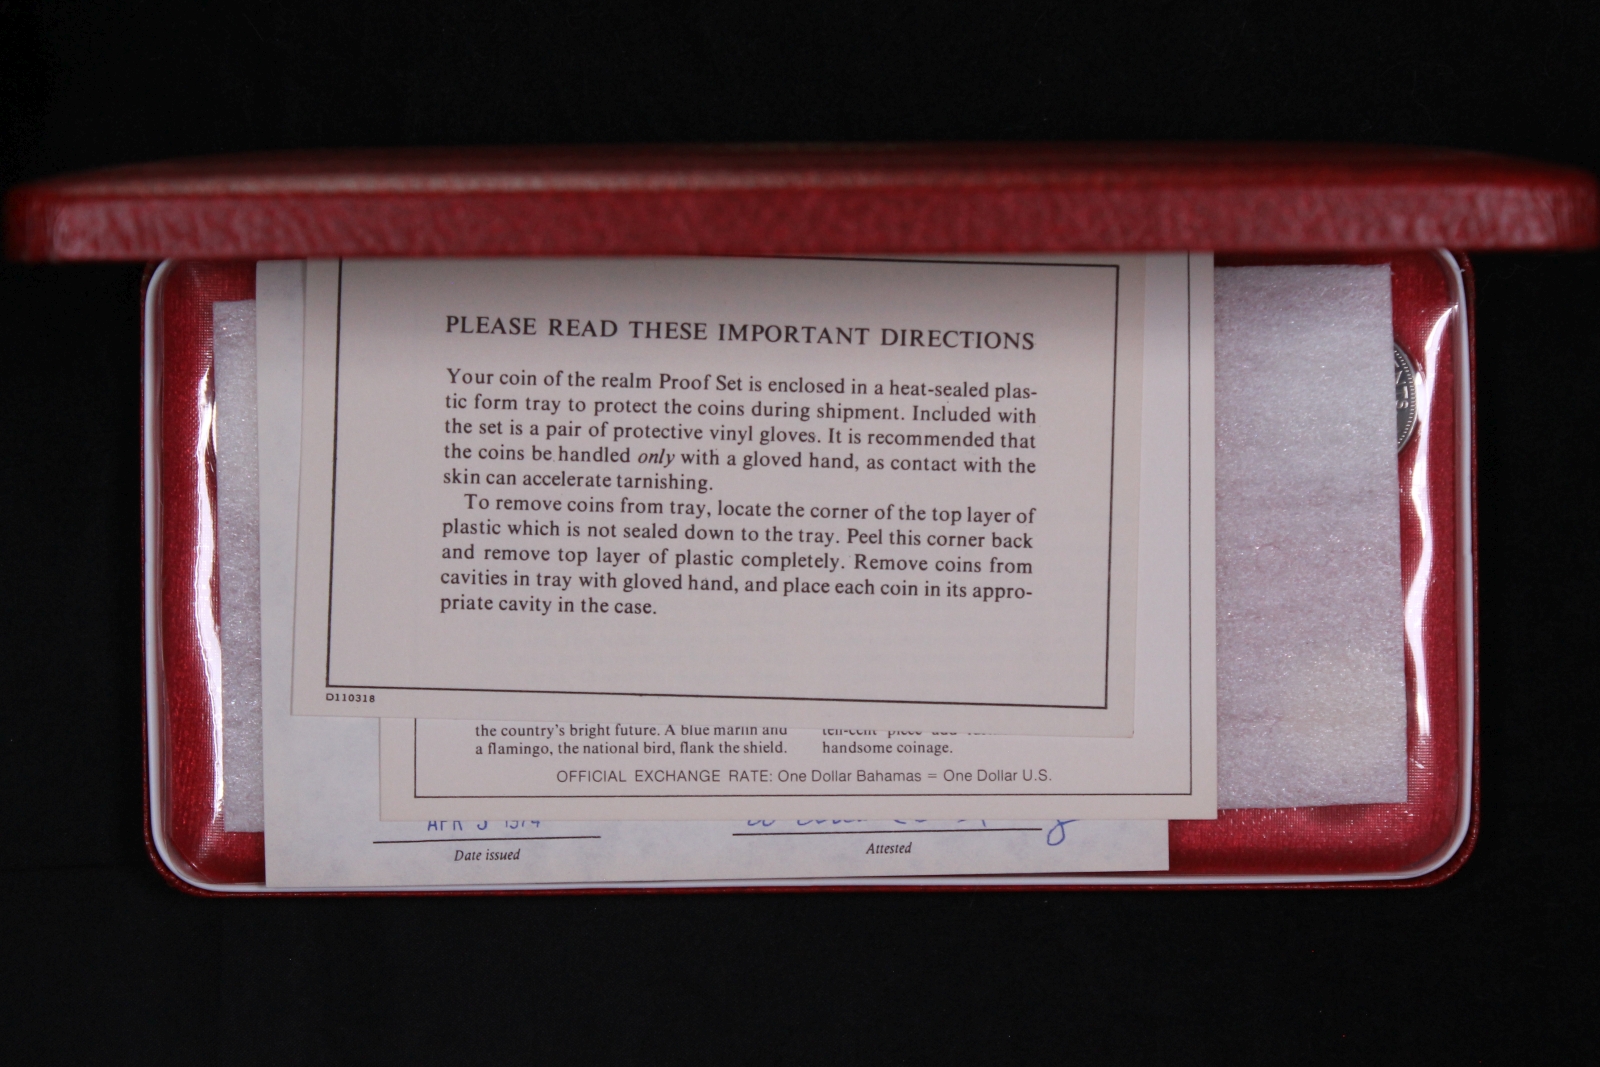 PLEASE READ THESE IMPORTANT DIRECTIONS
Your coin of the realm Proof Set is enclosed in a heat-sealed plas-
tic form tray to protect the coins during shipment. Included with
the set is a pair of protective vinyl gloves. It is recommended that
the coins be handled only with a gloved hand, as contact with the
skin can accelerate tarnishing.
To remove coins from tray, locate the corner of the top layer of
plastic which is not sealed down to the tray. Peel this corner back
and remove top layer of plastic completely. Remove coins from
cavities in tray with gloved hand, and place each coin in its appro-
priate cavity in the case.
D110318
the country's bright future. A blue marlin and
a flamingo, the national bird, flank the shield.
ten-cent piece
handsome coinage.
OFFICIAL EXCHANGE RATE: One Dollar Bahamas = One Dollar U.S.
APR 5 1974
Date issued
Attested